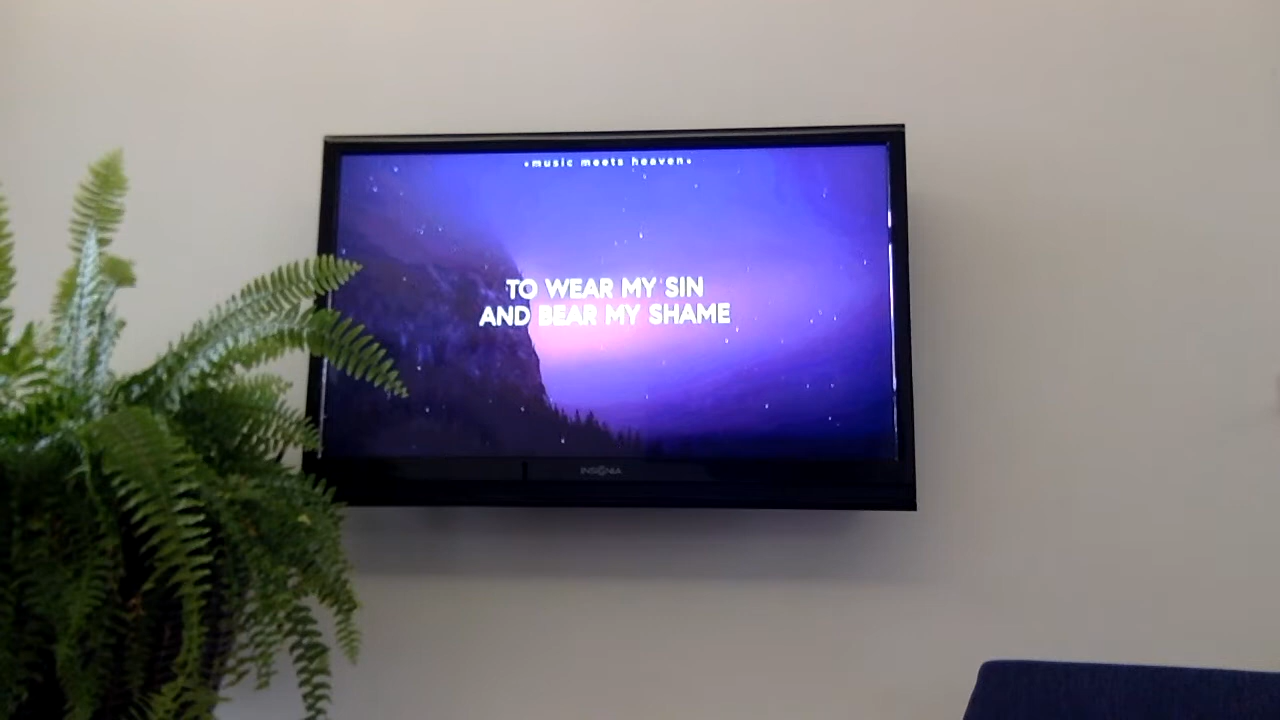 •music meets heaven•
TO WEAR MY SIN
AND BEAR MY SHAME
INSIGNIA